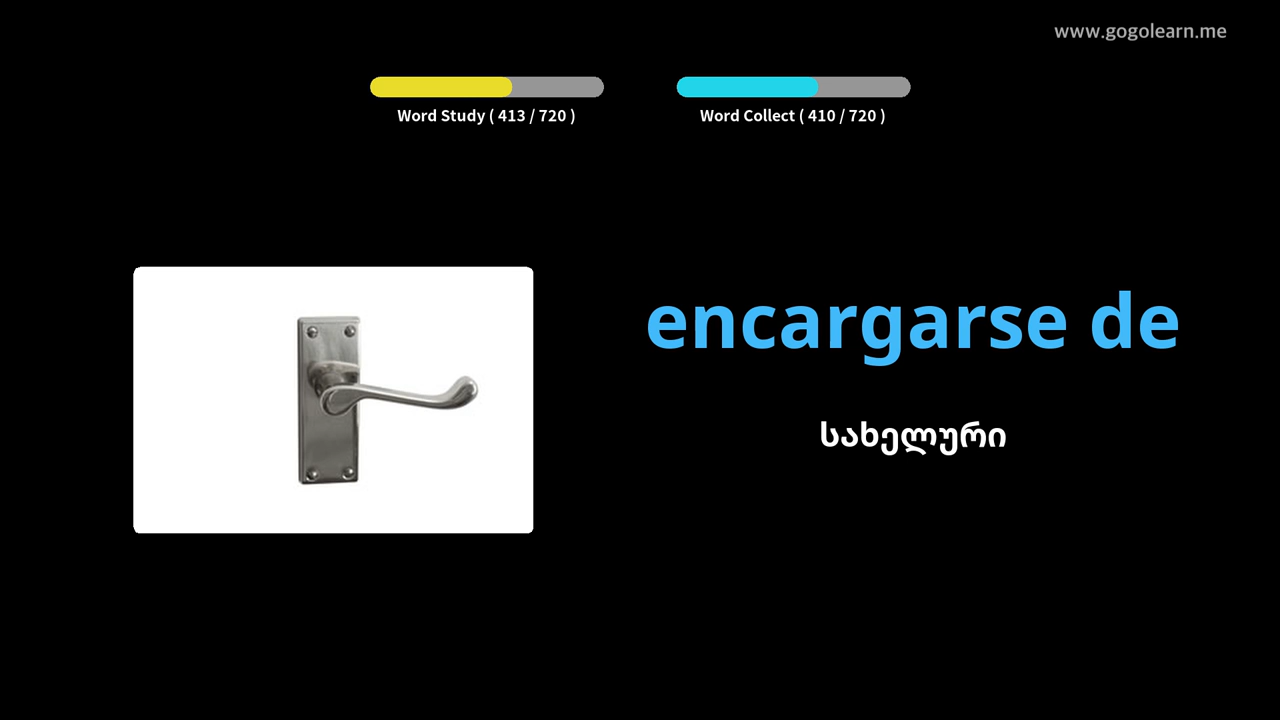 www.gogolearn.me
Word Study ( 413 / 720 )
Word Collect ( 410 / 720 )
encargarse de
სახელური